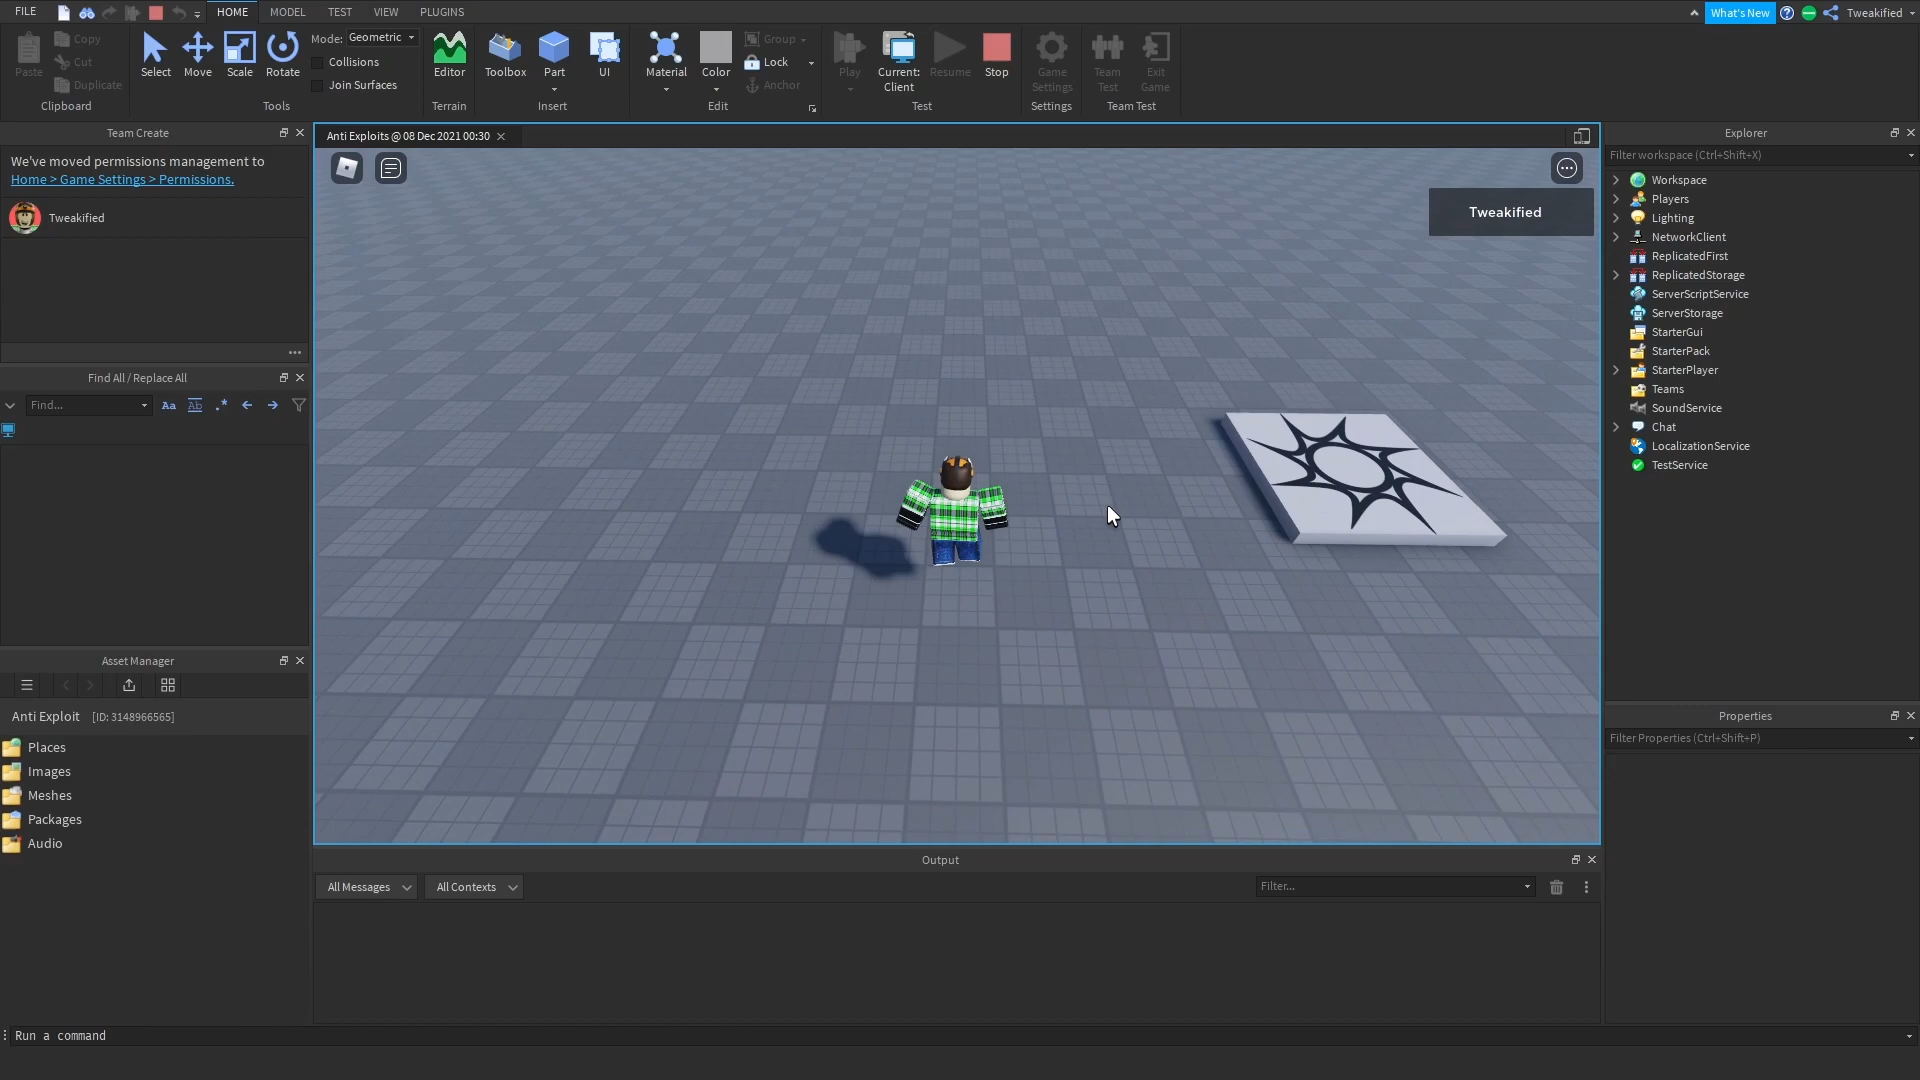 FILE
HOME
MODEL
TEST
VIEW
PLUGINS
What's New
Tweakified
Paste
Copy
Cut
Duplicate
Clipboard
Select
Move
Scale
Rotate
Mode: Geometric
Collisions
Join Surfaces
Tools
Editor
Terrain
Toolbox
Part
UI
Insert
Material
Color
Group
Lock
Anchor
Edit
Play
Current:
Client
Resume
Stop
Test
Game
Settings
Settings
Team
Test
Exit
Game
Team Test
Team Create
We've moved permissions management to
Home > Game Settings > Permissions.
Tweakified
Find All / Replace All
Find...
Aa
Ab
Asset Manager
Anti Exploit [ID: 3148966565]
Places
Images
Meshes
Packages
Audio
Anti Exploits @ 08 Dec 2021 00:30
Tweakified
Output
All Messages
All Contexts
Filter...
Explorer
Filter workspace (Ctrl+Shift+X)
Workspace
Players
Lighting
NetworkClient
ReplicatedFirst
ReplicatedStorage
ServerScriptService
ServerStorage
StarterGui
StarterPack
StarterPlayer
Teams
SoundService
Chat
LocalizationService
TestService
Properties
Filter Properties (Ctrl+Shift+P)
Run a command